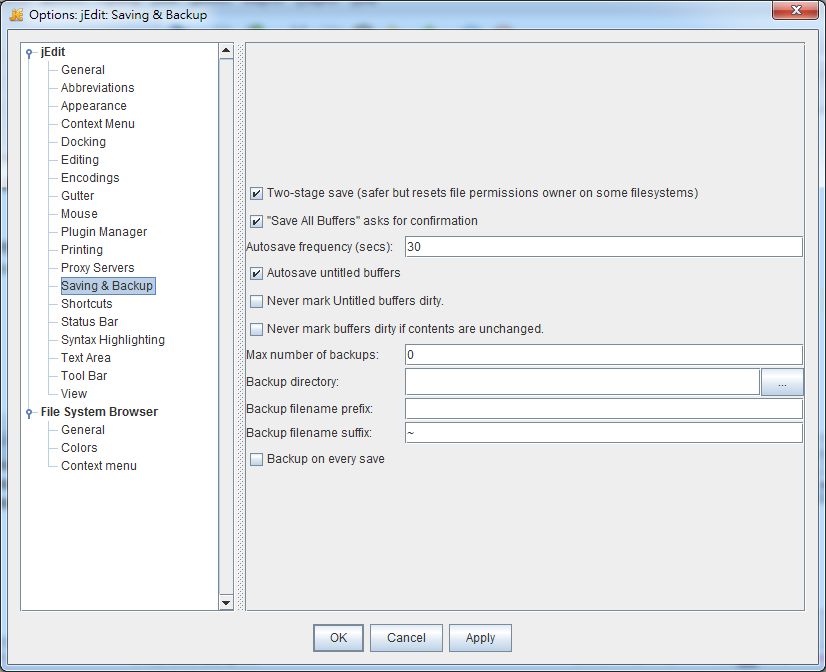 Options: jEdit: Saving & Backup
jEdit
General
Abbreviations
Appearance
Context Menu
Docking
Editing
Encodings
Gutter
Mouse
Plugin Manager
Printing
Proxy Servers
Saving & Backup
Shortcuts
Status Bar
Syntax Highlighting
Text Area
Tool Bar
View
File System Browser
General
Colors
Context menu
Two-stage save (safer but resets file permissions owner on some filesystems)
"Save All Buffers" asks for confirmation
Autosave frequency (secs): 30
Autosave untitled buffers
Never mark Untitled buffers dirty.
Never mark buffers dirty if contents are unchanged.
Max number of backups: 0
Backup directory: ...
Backup filename prefix:
Backup filename suffix: ~
Backup on every save
OK Cancel Apply